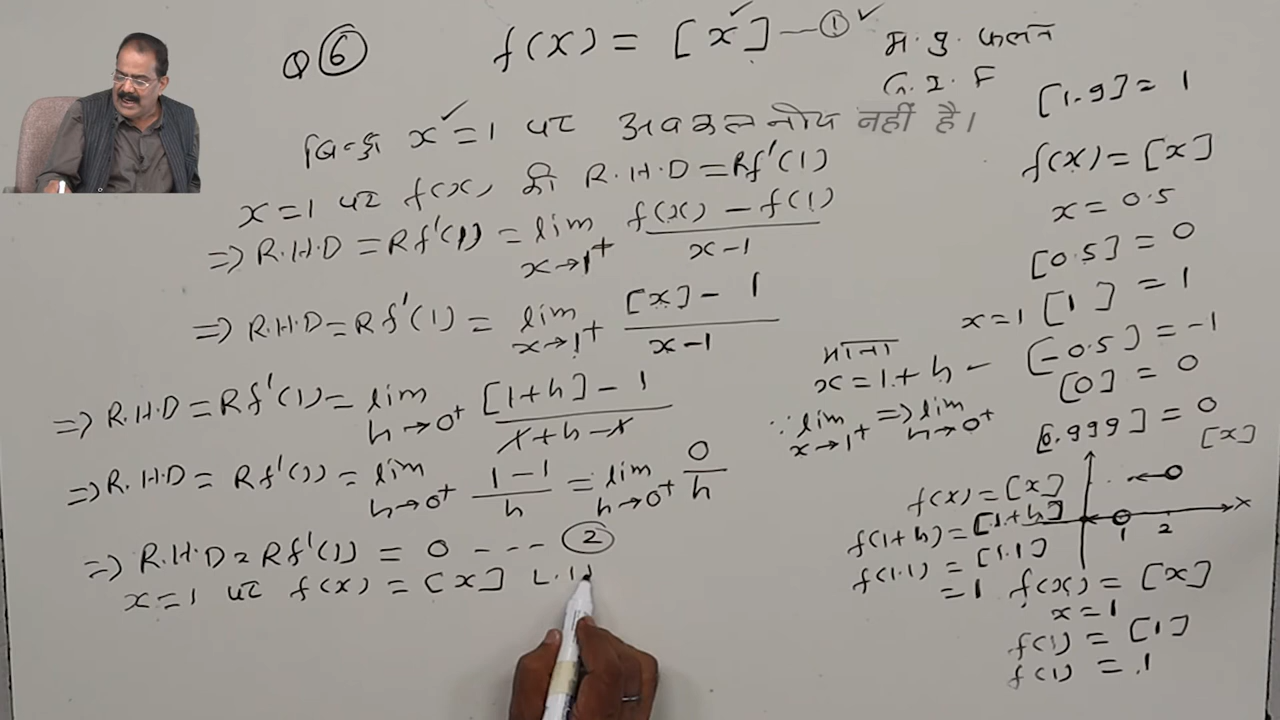 Q 6 f(x) = [x] — ①
म. पु. फलन
G. I. F
बिन्दु x = 1 पर अवकलनीय नहीं है।
x = 1 पर f(x) की R.H.D = Rf'(1)
⇒ R.H.D = Rf'(1) = lim x→1⁺ (f(x) - f(1))/(x-1)
⇒ R.H.D = Rf'(1) = lim x→1⁺ ([x] - 1)/(x-1)
⇒ R.H.D = Rf'(1) = lim h→0⁺ ([1+h] - 1)/(1+h-1)
⇒ R.H.D = Rf'(1) = lim h→0⁺ (1-1)/h = lim h→0⁺ 0/h
⇒ R.H.D = Rf'(1) = 0 --- ②
x = 1 पर f(x) = [x] L.H
माना
x = 1 + h -
∵ lim x→1⁺ ⇒ lim h→0⁺
[1.9] = 1
f(x) = [x]
x = 0.5
[0.5] = 0
x = 1 [1] = 1
[-0.5] = -1
[0] = 0
[0.999] = 0
[x]
x
1 2
f(x) = [x]
f(1+h) = [1+h]
f(1.1) = [1.1]
= 1
f(x) = [x]
x = 1
f(1) = [1]
f(1) = 1